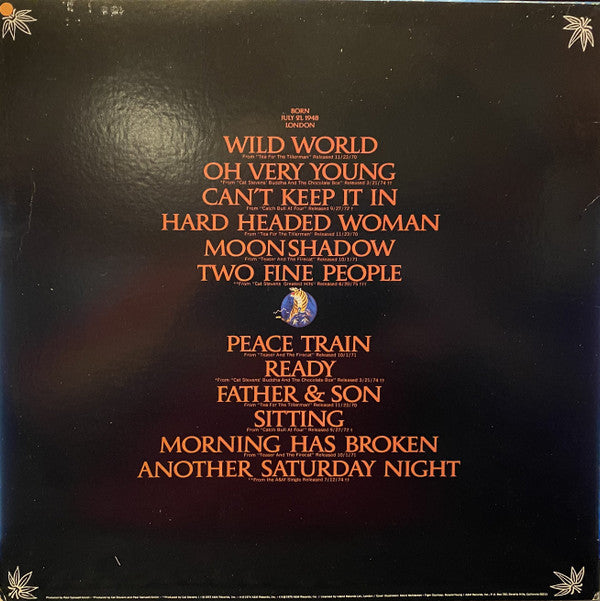 BORN
JULY 21, 1948
LONDON
WILD WORLD
From "Tea For The Tillerman" Released 11/23/70
OH VERY YOUNG
*From "Cat Stevens' Buddha And The Chocolate Box" Released 3/21/74 ††
CAN'T KEEP IT IN
From "Catch Bull At Four" Released 9/27/72 †
HARD HEADED WOMAN
From "Tea For The Tillerman" Released 11/23/70
MOONSHADOW
From "Teaser And The Firecat" Released 10/1/71
TWO FINE PEOPLE
**From "Cat Stevens Greatest Hits" Released 6/30/75 †††
PEACE TRAIN
From "Teaser And The Firecat" Released 10/1/71
READY
*From "Cat Stevens' Buddha And The Chocolate Box" Released 3/21/74 ††
FATHER & SON
From "Tea For The Tillerman" Released 11/23/70
SITTING
From "Catch Bull At Four" Released 9/27/72 †
MORNING HAS BROKEN
From "Teaser And The Firecat" Released 10/1/71
ANOTHER SATURDAY NIGHT
**From the A&M Single Released 7/12/74 ††